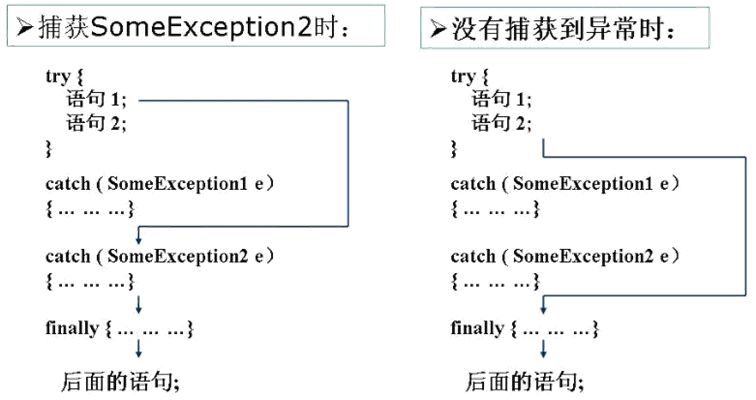 ➢捕获SomeException2时：
try {
语句 1;
语句 2;
}
catch ( SomeException1 e）
{ … … …}
catch ( SomeException2 e）
{ … … …}
finally { … … …}
后面的语句;
➢没有捕获到异常时：
try {
语句 1;
语句 2;
}
catch ( SomeException1 e）
{ … … …}
catch ( SomeException2 e）
{ … … …}
finally { … … …}
后面的语句;